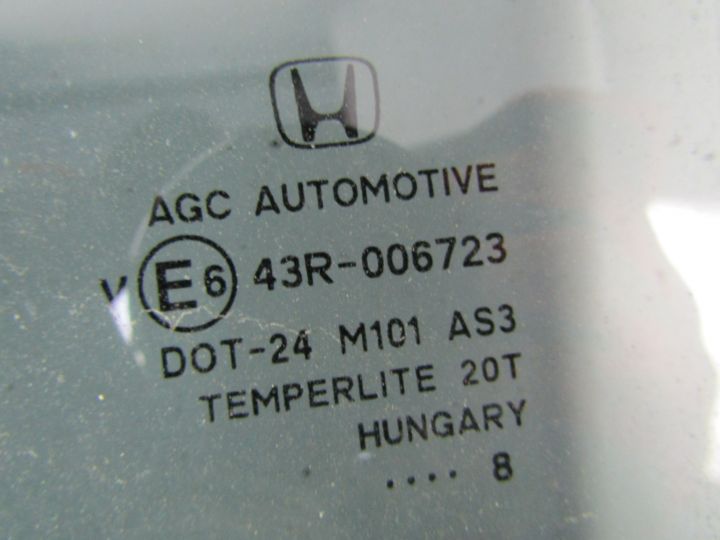 AGC AUTOMOTIVE
V E6 43R-006723
DOT-24 M101 AS3
TEMPERLITE 20T
HUNGARY
.... 8